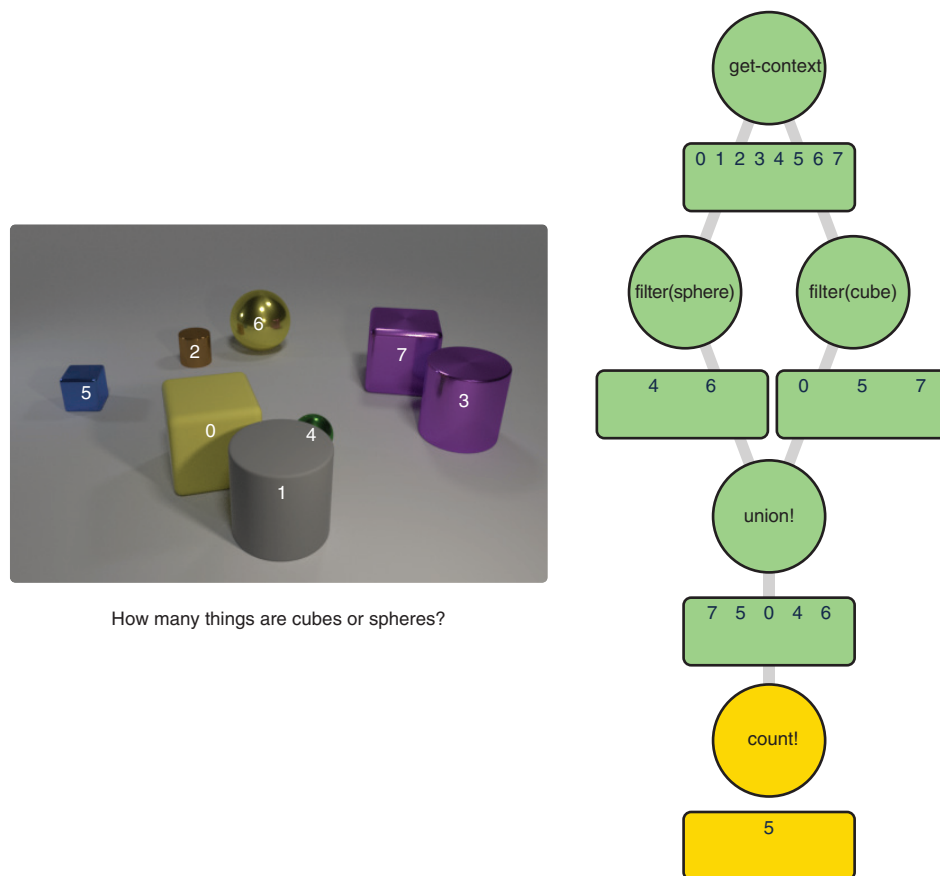 get-context
0 1 2 3 4 5 6 7
filter(sphere)
filter(cube)
4 6
0 5 7
union!
7 5 0 4 6
count!
5
6
2
7
5
3
0
4
1
How many things are cubes or spheres?